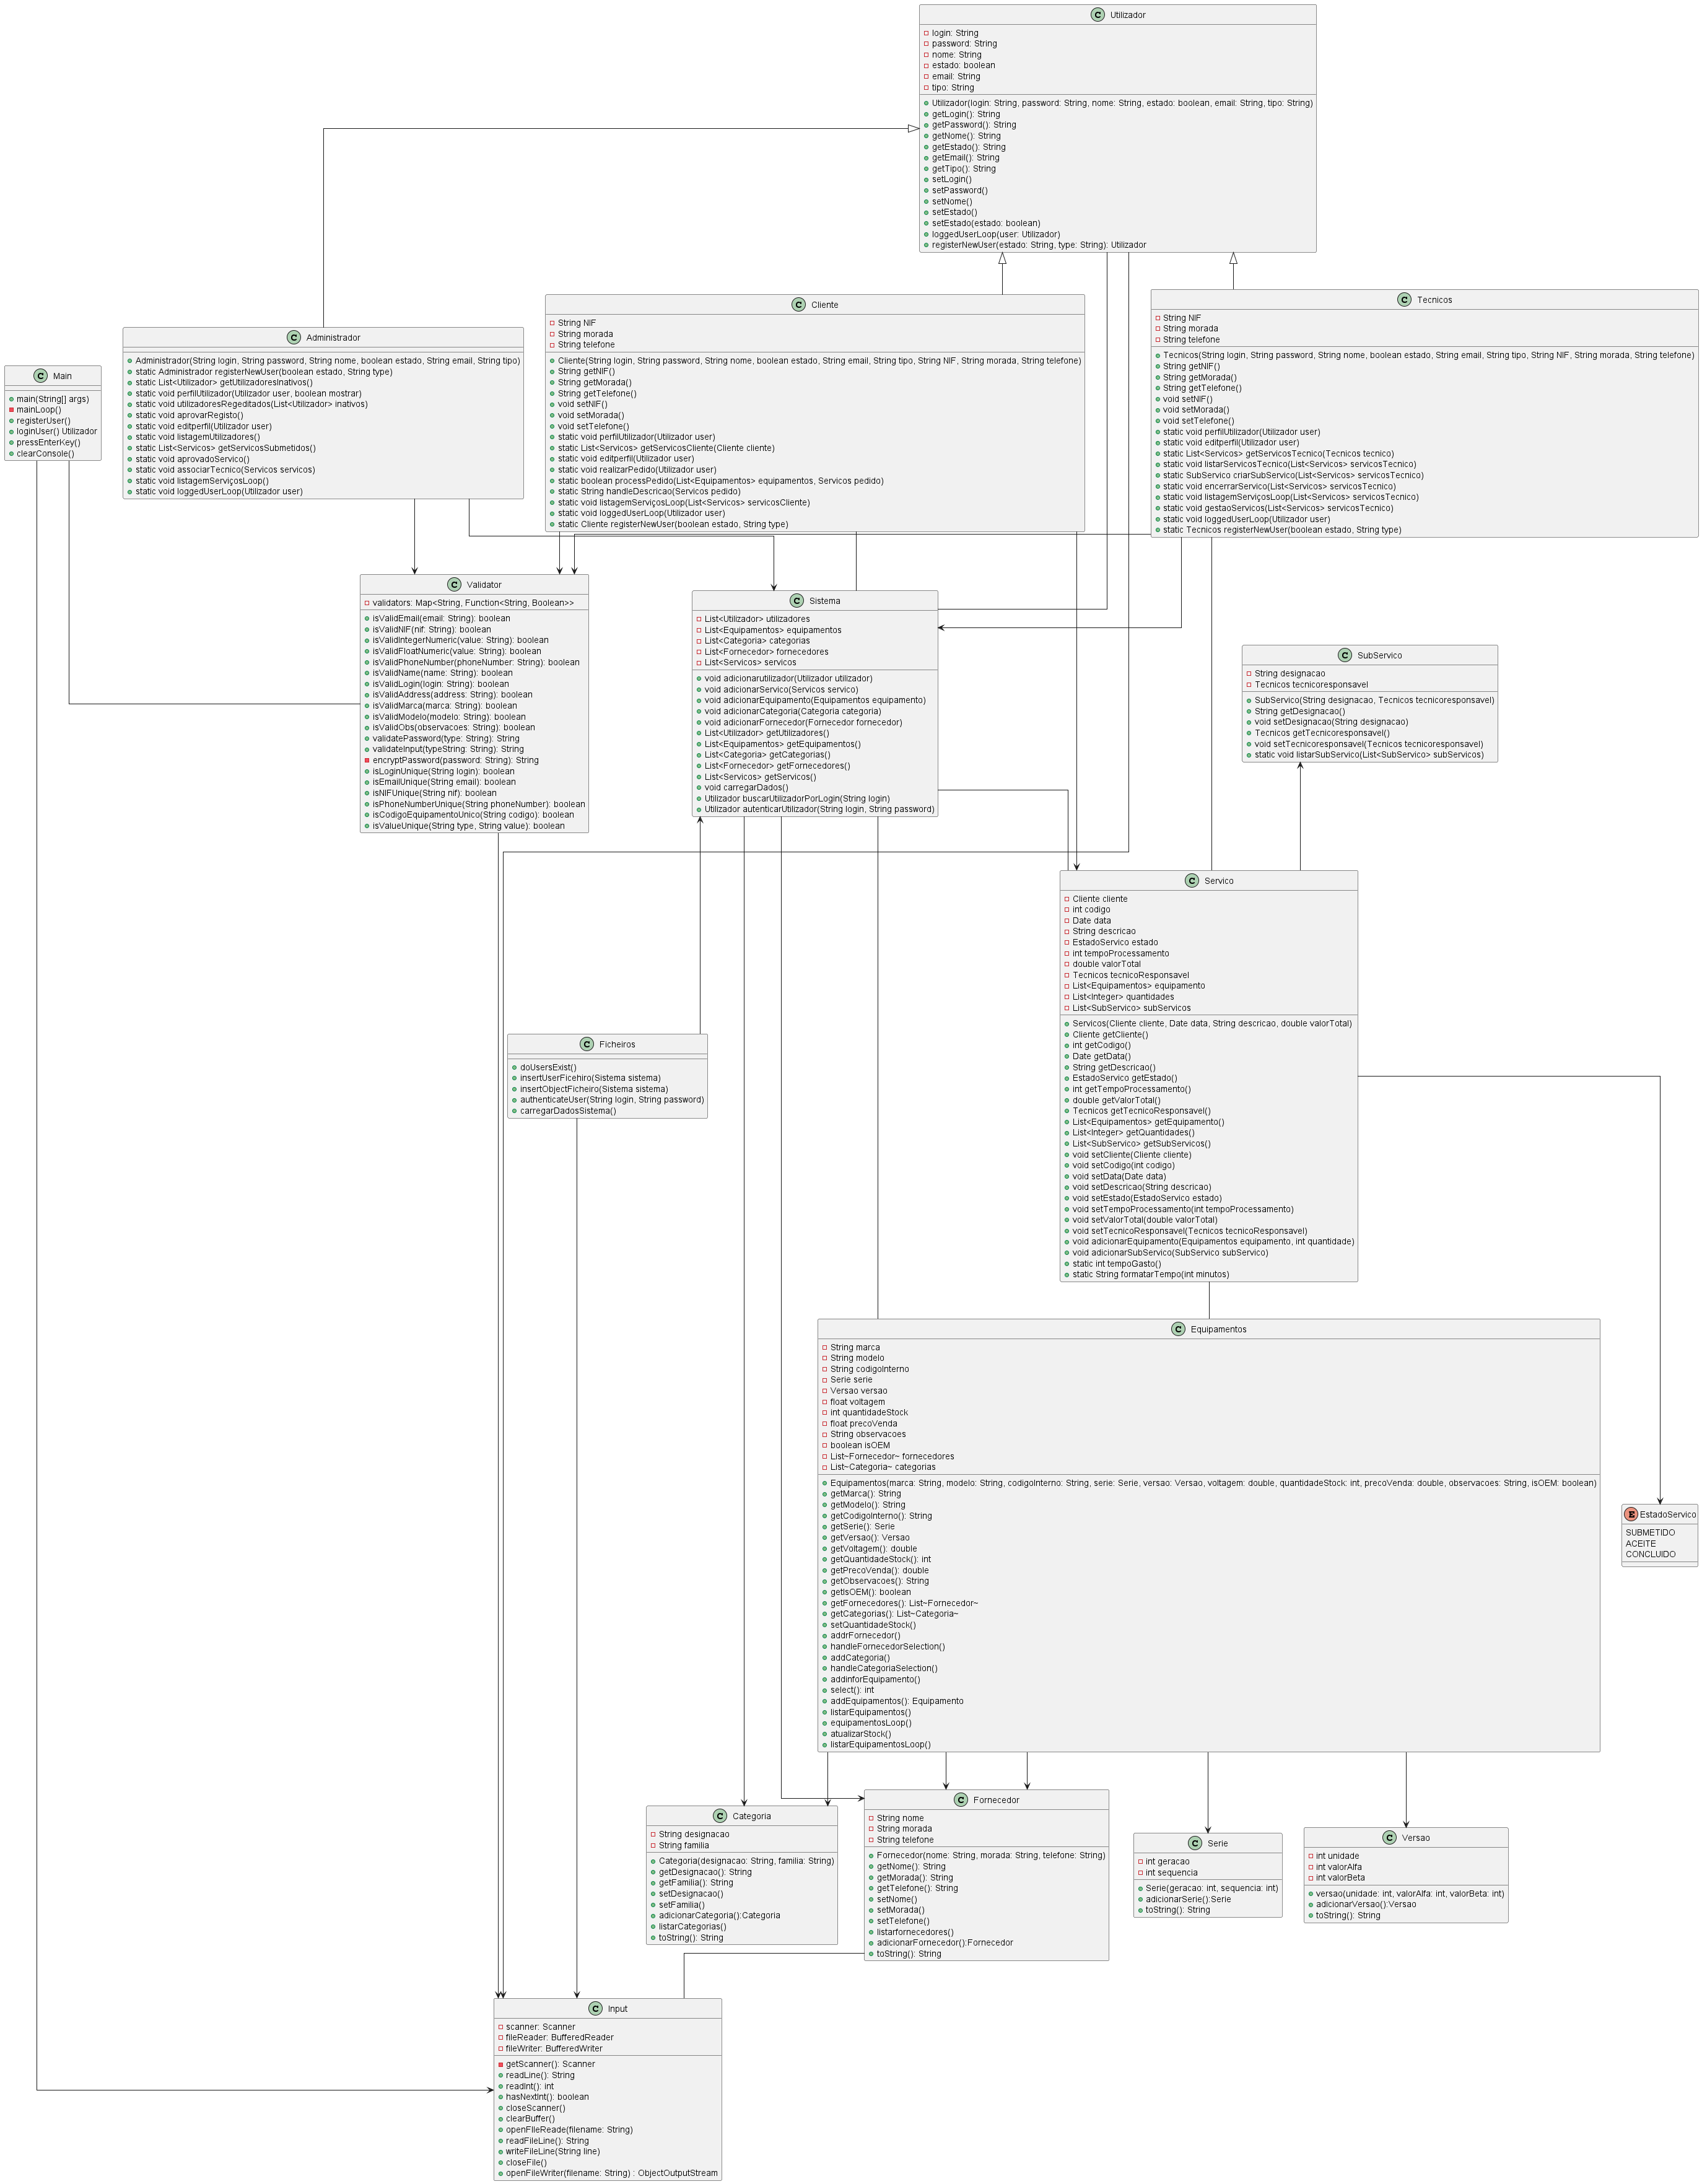 Utilizador
login: String
password: String
nome: String
estado: boolean
email: String
tipo: String
Utilizador(login: String, password: String, nome: String, estado: boolean, email: String, tipo: String)
getLogin(): String
getPassword(): String
getNome(): String
getEstado(): String
getEmail(): String
getTipo(): String
setLogin()
setPassword()
setNome()
setEstado()
setEstado(estado: boolean)
loggedUserLoop(user: Utilizador)
registerNewUser(estado: String, type: String): Utilizador
Main
main(String[] args)
mainLoop()
registerUser()
loginUser() Utilizador
pressEnterKey()
clearConsole()
Administrador
Administrador(String login, String password, String nome, boolean estado, String email, String tipo)
static Administrador registerNewUser(boolean estado, String type)
static List<Utilizador> getUtilizadoresInativos()
static void perfilUtilizador(Utilizador user, boolean mostrar)
static void utilizadoresRegeditados(List<Utilizador> inativos)
static void aprovarRegisto()
static void editperfil(Utilizador user)
static void listagemUtilizadores()
static List<Servicos> getServicosSubmetidos()
static void aprovadoServico()
static void associarTecnico(Servicos servicos)
static void listagemServiçosLoop()
static void loggedUserLoop(Utilizador user)
Cliente
String NIF
String morada
String telefone
Cliente(String login, String password, String nome, boolean estado, String email, String tipo, String NIF, String morada, String telefone)
String getNIF()
String getMorada()
String getTelefone()
void setNIF()
void setMorada()
void setTelefone()
static void perfilUtilizador(Utilizador user)
static List<Servicos> getServicosCliente(Cliente cliente)
static void editperfil(Utilizador user)
static void realizarPedido(Utilizador user)
static boolean processPedido(List<Equipamentos> equipamentos, Servicos pedido)
static String handleDescricao(Servicos pedido)
static void listagemServiçosLoop(List<Servicos> servicosCliente)
static void loggedUserLoop(Utilizador user)
static Cliente registerNewUser(boolean estado, String type)
Tecnicos
String NIF
String morada
String telefone
Tecnicos(String login, String password, String nome, boolean estado, String email, String tipo, String NIF, String morada, String telefone)
String getNIF()
String getMorada()
String getTelefone()
void setNIF()
void setMorada()
void setTelefone()
static void perfilUtilizador(Utilizador user)
static void editperfil(Utilizador user)
static List<Servicos> getServicosTecnico(Tecnicos tecnico)
static void listarServicosTecnico(List<Servicos> servicosTecnico)
static SubServico criarSubServico(List<Servicos> servicosTecnico)
static void encerrarServico(List<Servicos> servicosTecnico)
static void listagemServiçosLoop(List<Servicos> servicosTecnico)
static void gestaoServicos(List<Servicos> servicosTecnico)
static void loggedUserLoop(Utilizador user)
static Tecnicos registerNewUser(boolean estado, String type)
Validator
validators: Map<String, Function<String, Boolean>>
isValidEmail(email: String): boolean
isValidNIF(nif: String): boolean
isValidIntegerNumeric(value: String): boolean
isValidFloatNumeric(value: String): boolean
isValidPhoneNumber(phoneNumber: String): boolean
isValidName(name: String): boolean
isValidLogin(login: String): boolean
isValidAddress(address: String): boolean
isValidMarca(marca: String): boolean
isValidModelo(modelo: String): boolean
isValidObs(observacoes: String): boolean
validatePassword(type: String): String
validateInput(typeString: String): String
encryptPassword(password: String): String
isLoginUnique(String login): boolean
isEmailUnique(String email): boolean
isNIFUnique(String nif): boolean
isPhoneNumberUnique(String phoneNumber): boolean
isCodigoEquipamentoUnico(String codigo): boolean
isValueUnique(String type, String value): boolean
Sistema
List<Utilizador> utilizadores
List<Equipamentos> equipamentos
List<Categoria> categorias
List<Fornecedor> fornecedores
List<Servicos> servicos
void adicionarutilizador(Utilizador utilizador)
void adicionarServico(Servicos servico)
void adicionarEquipamento(Equipamentos equipamento)
void adicionarCategoria(Categoria categoria)
void adicionarFornecedor(Fornecedor fornecedor)
List<Utilizador> getUtilizadores()
List<Equipamentos> getEquipamentos()
List<Categoria> getCategorias()
List<Fornecedor> getFornecedores()
List<Servicos> getServicos()
void carregarDados()
Utilizador buscarUtilizadorPorLogin(String login)
Utilizador autenticarUtilizador(String login, String password)
SubServico
String designacao
Tecnicos tecnicoresponsavel
SubServico(String designacao, Tecnicos tecnicoresponsavel)
String getDesignacao()
void setDesignacao(String designacao)
Tecnicos getTecnicoresponsavel()
void setTecnicoresponsavel(Tecnicos tecnicoresponsavel)
static void listarSubServico(List<SubServico> subServicos)
Servico
Cliente cliente
int codigo
Date data
String descricao
EstadoServico estado
int tempoProcessamento
double valorTotal
Tecnicos tecnicoResponsavel
List<Equipamentos> equipamento
List<Integer> quantidades
List<SubServico> subServicos
Servicos(Cliente cliente, Date data, String descricao, double valorTotal)
Cliente getCliente()
int getCodigo()
Date getData()
String getDescricao()
EstadoServico getEstado()
int getTempoProcessamento()
double getValorTotal()
Tecnicos getTecnicoResponsavel()
List<Equipamentos> getEquipamento()
List<Integer> getQuantidades()
List<SubServico> getSubServicos()
void setCliente(Cliente cliente)
void setCodigo(int codigo)
void setData(Date data)
void setDescricao(String descricao)
void setEstado(EstadoServico estado)
void setTempoProcessamento(int tempoProcessamento)
void setValorTotal(double valorTotal)
void setTecnicoResponsavel(Tecnicos tecnicoResponsavel)
void adicionarEquipamento(Equipamentos equipamento, int quantidade)
void adicionarSubServico(SubServico subServico)
static int tempoGasto()
static String formatarTempo(int minutos)
Ficheiros
doUsersExist()
insertUserFicehiro(Sistema sistema)
insertObjectFicheiro(Sistema sistema)
authenticateUser(String login, String password)
carregarDadosSistema()
Equipamentos
String marca
String modelo
String codigoInterno
Serie serie
Versao versao
float voltagem
int quantidadeStock
float precoVenda
String observacoes
boolean isOEM
List~Fornecedor~ fornecedores
List~Categoria~ categorias
Equipamentos(marca: String, modelo: String, codigoInterno: String, serie: Serie, versao: Versao, voltagem: double, quantidadeStock: int, precoVenda: double, observacoes: String, isOEM: boolean)
getMarca(): String
getModelo(): String
getCodigoInterno(): String
getSerie(): Serie
getVersao(): Versao
getVoltagem(): double
getQuantidadeStock(): int
getPrecoVenda(): double
getObservacoes(): String
getIsOEM(): boolean
getFornecedores(): List~Fornecedor~
getCategorias(): List~Categoria~
setQuantidadeStock()
addrFornecedor()
handleFornecedorSelection()
addCategoria()
handleCategoriaSelection()
addinforEquipamento()
select(): int
addEquipamentos(): Equipamento
listarEquipamentos()
equipamentosLoop()
atualizarStock()
listarEquipamentosLoop()
EstadoServico
SUBMETIDO
ACEITE
CONCLUIDO
Categoria
String designacao
String familia
Categoria(designacao: String, familia: String)
getDesignacao(): String
getFamilia(): String
setDesignacao()
setFamilia()
adicionarCategoria():Categoria
listarCategorias()
toString(): String
Fornecedor
String nome
String morada
String telefone
Fornecedor(nome: String, morada: String, telefone: String)
getNome(): String
getMorada(): String
getTelefone(): String
setNome()
setMorada()
setTelefone()
listarfornecedores()
adicionarFornecedor():Fornecedor
toString(): String
Serie
int geracao
int sequencia
Serie(geracao: int, sequencia: int)
adicionarSerie():Serie
toString(): String
Versao
int unidade
int valorAlfa
int valorBeta
versao(unidade: int, valorAlfa: int, valorBeta: int)
adicionarVersao():Versao
toString(): String
Input
scanner: Scanner
fileReader: BufferedReader
fileWriter: BufferedWriter
getScanner(): Scanner
readLine(): String
readInt(): int
hasNextInt(): boolean
closeScanner()
clearBuffer()
openFIleReade(filename: String)
readFileLine(): String
writeFileLine(String line)
closeFile()
openFileWriter(filename: String) : ObjectOutputStream